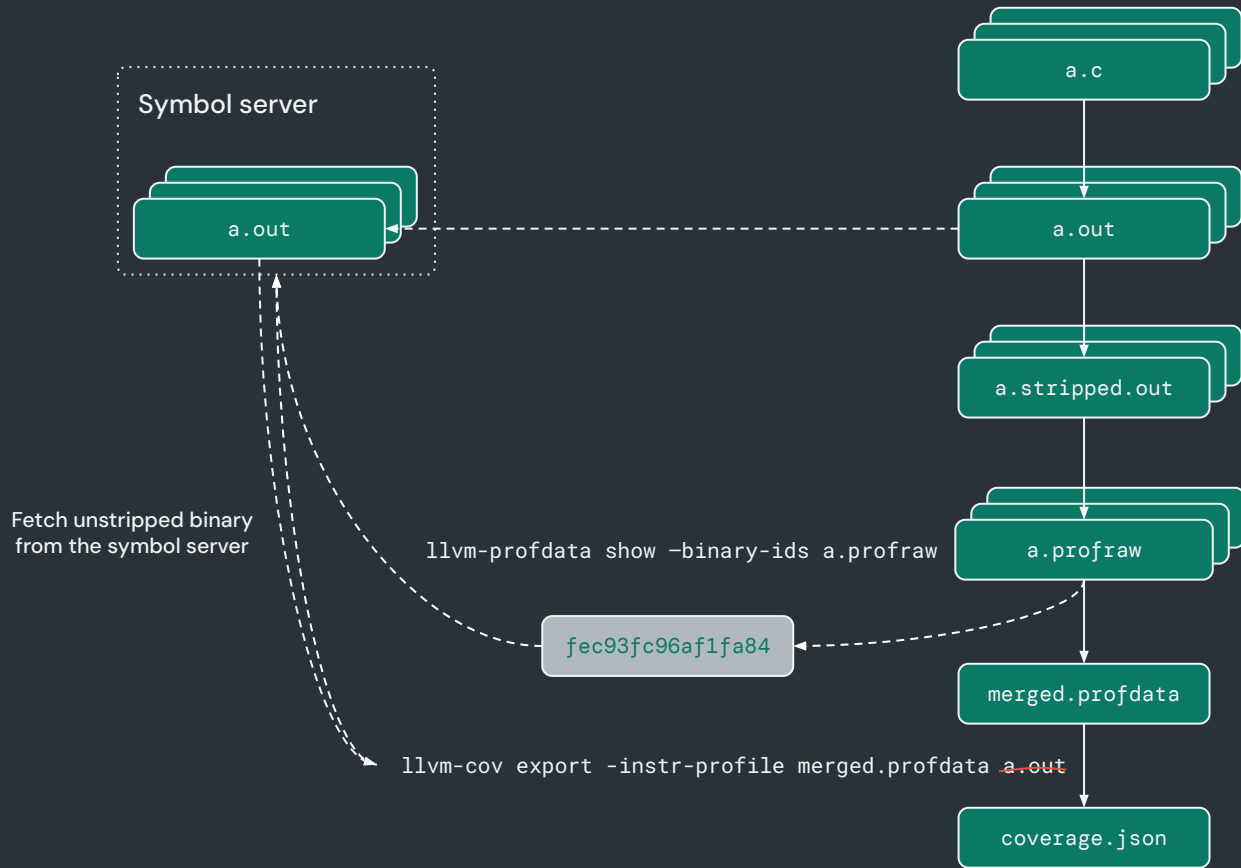 a.c
Symbol server
a.out
a.out
a.stripped.out
Fetch unstripped binary
from the symbol server
llvm-profdata show —binary-ids a.profraw
a.profraw
fec93fc96af1fa84
merged.profdata
llvm-cov export -instr-profile merged.profdata a.out
coverage.json